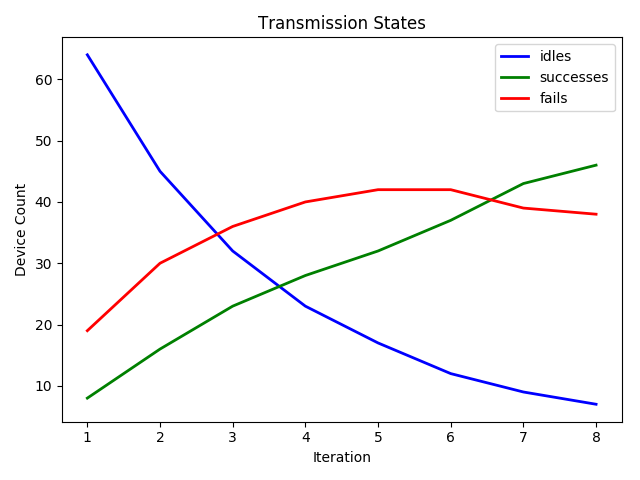 Transmission States
idles
successes
fails
60
50
40
30
20
10
Device Count
1 2 3 4 5 6 7 8
Iteration